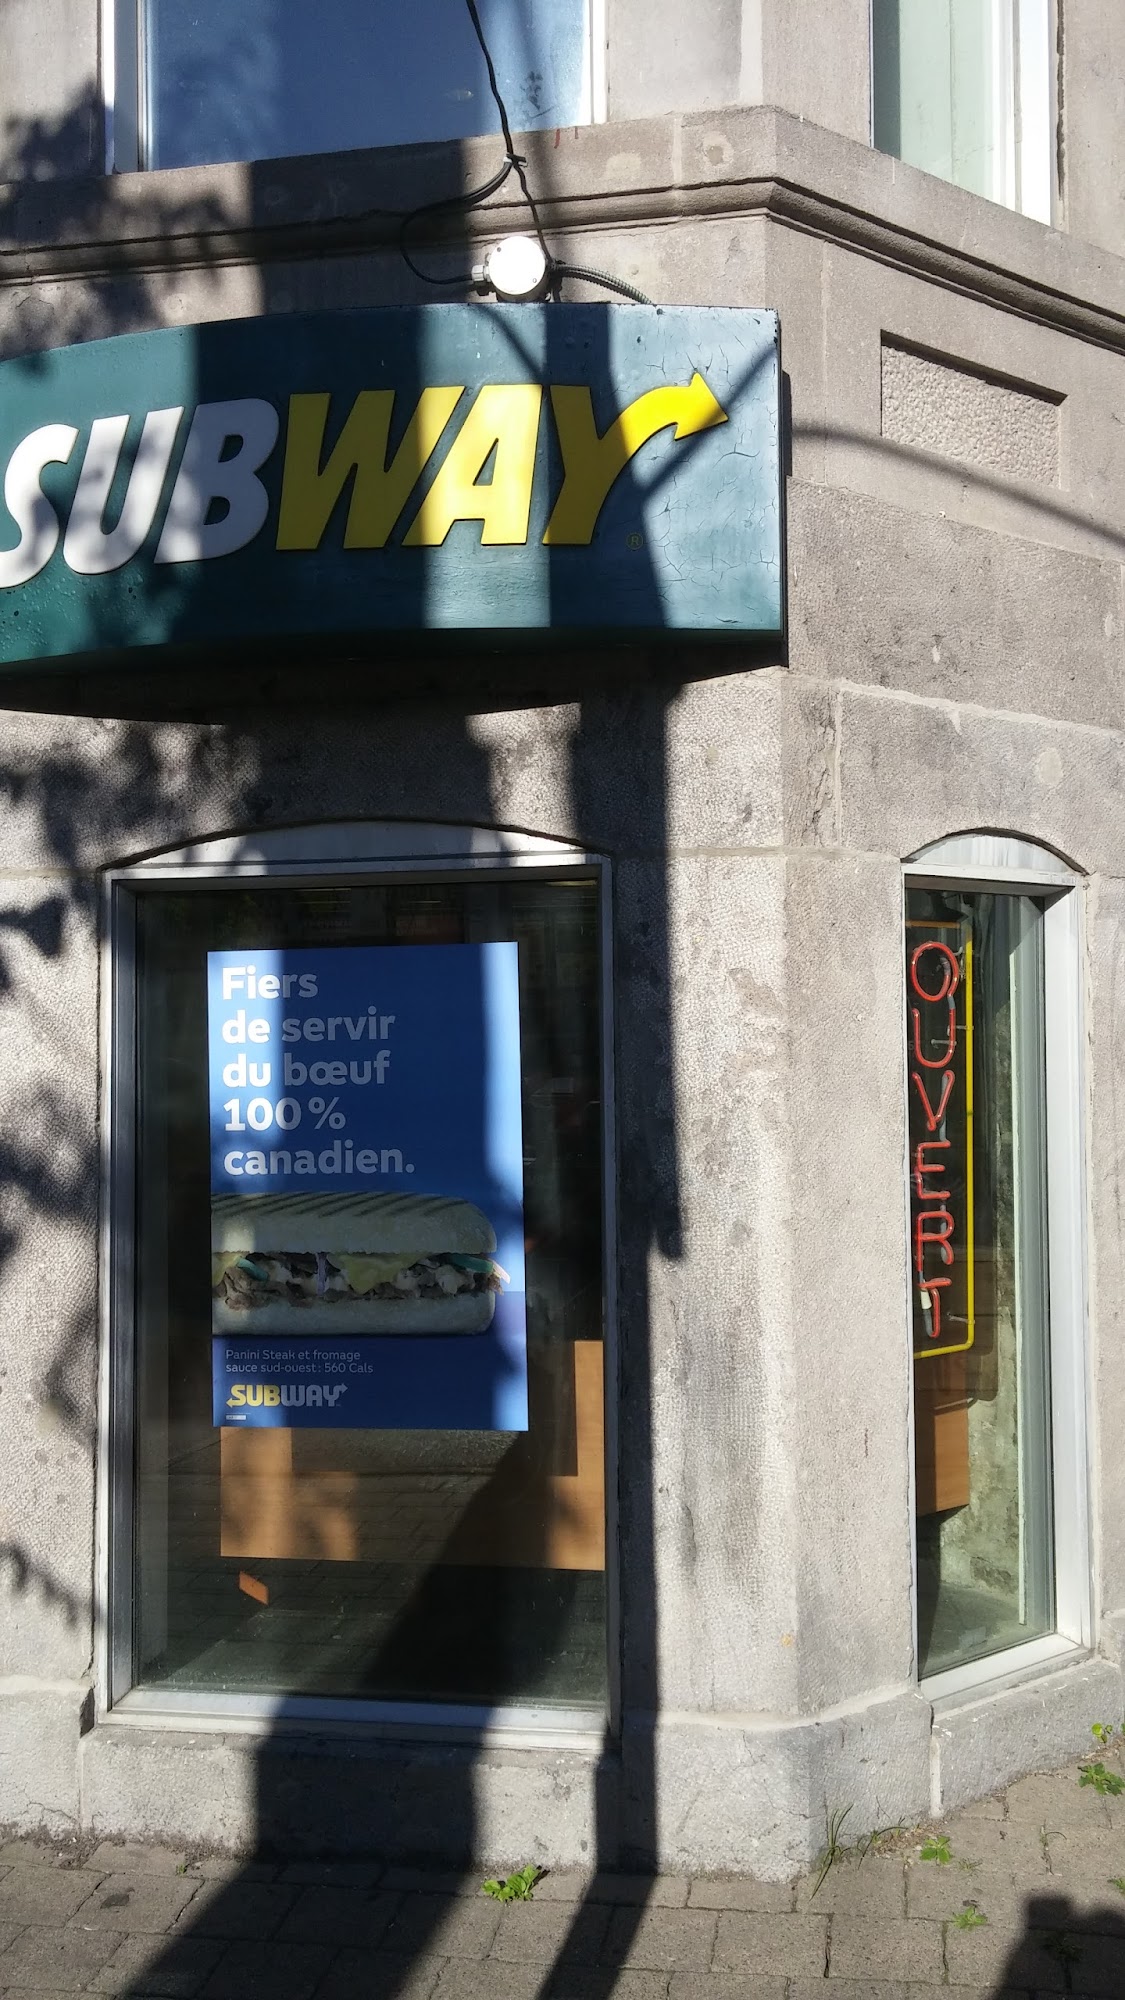 SUBWAY®
Fiers
de servir
du bœuf
100 %
canadien.
Panini Steak et fromage
sauce sud-ouest : 560 Cals
SUBWAY
OUVERT